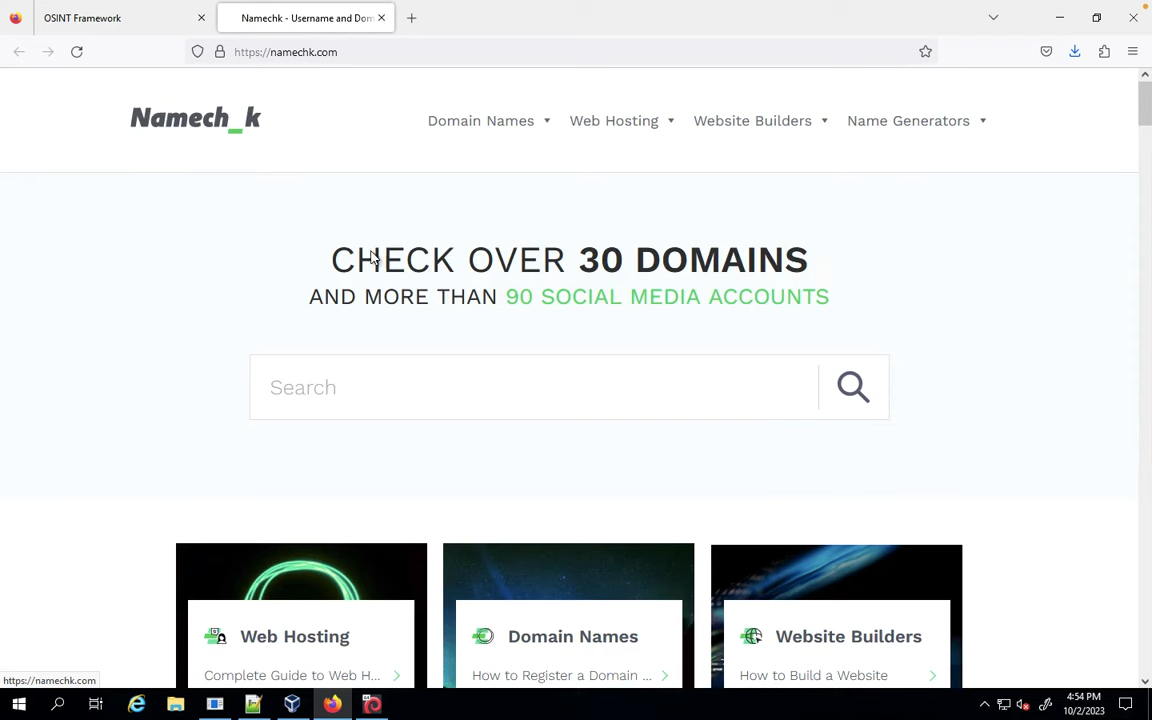 OSINT Framework
Namechk - Username and Dom
https://namechk.com
Namech_k
Domain Names
Web Hosting
Website Builders
Name Generators
CHECK OVER 30 DOMAINS
AND MORE THAN 90 SOCIAL MEDIA ACCOUNTS
Search
Web Hosting
Domain Names
Website Builders
Complete Guide to Web H...
How to Register a Domain ...
How to Build a Website
https://namechk.com
4:54 PM
10/2/2023